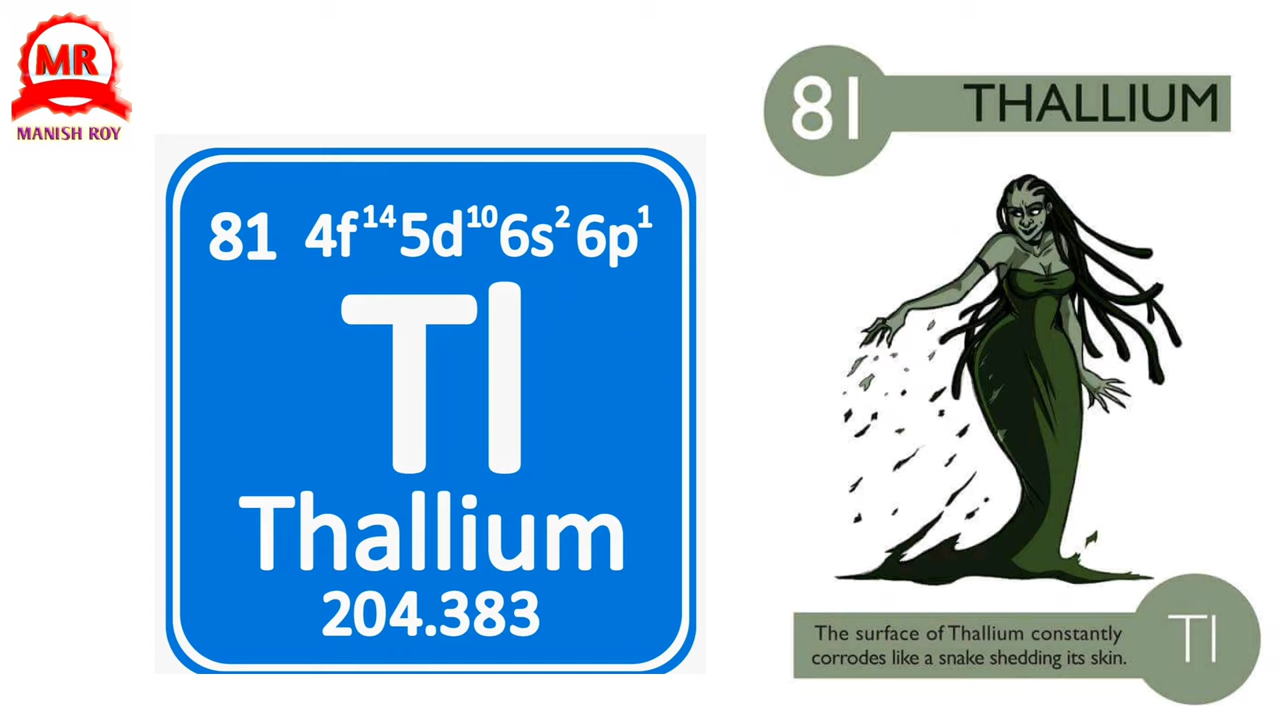 MR
MANISH ROY
81 4f¹⁴5d¹⁰6s²6p¹
Tl
Thallium
204.383
81 THALLIUM
The surface of Thallium constantly
corrodes like a snake shedding its skin.
Tl